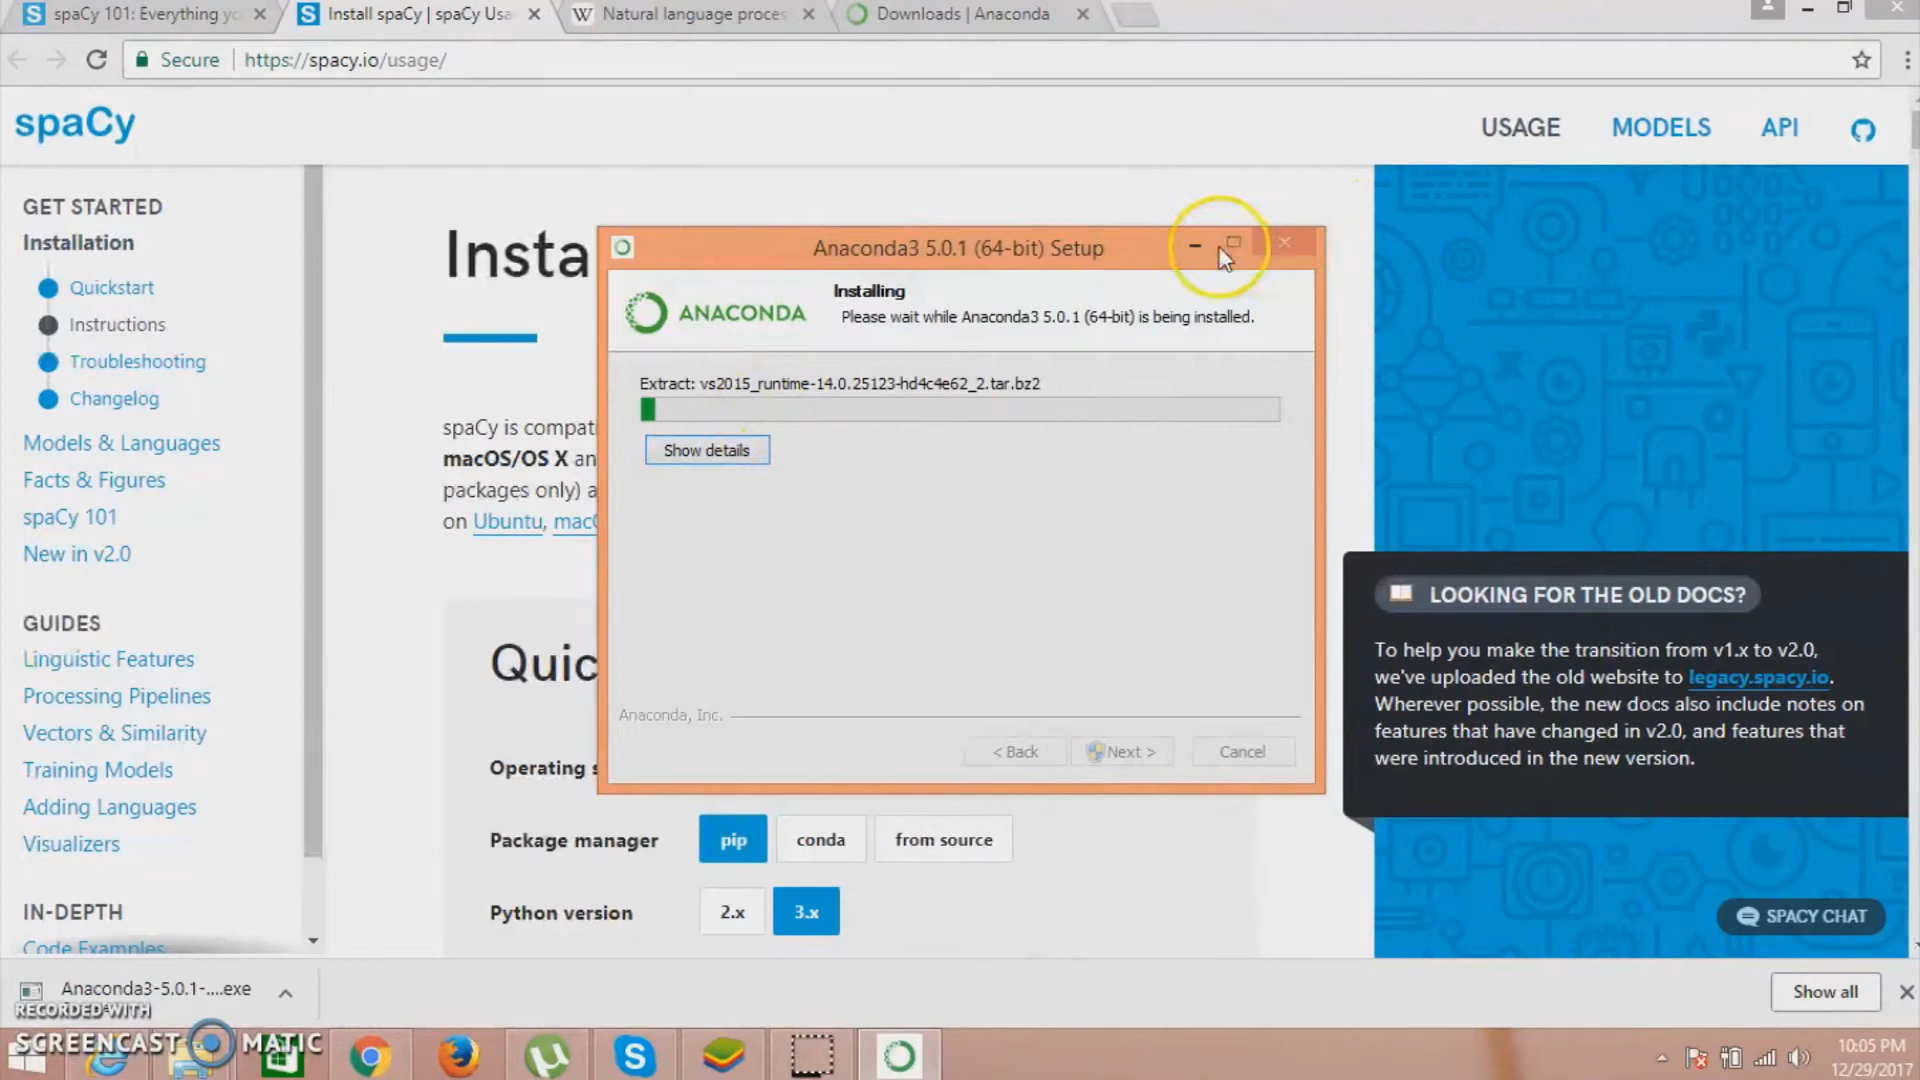 spaCy 101: Everything yo
Install spaCy | spaCy Usa
Natural language proces
Downloads | Anaconda
Secure
https://spacy.io/usage/
spaCy
USAGE
MODELS
API
GET STARTED
Installation
Quickstart
Instructions
Troubleshooting
Changelog
Models & Languages
Facts & Figures
spaCy 101
New in v2.0
GUIDES
Linguistic Features
Processing Pipelines
Vectors & Similarity
Training Models
Adding Languages
Visualizers
IN-DEPTH
Code Examples
Insta
spaCy is compati
macOS/OS X an
packages only) a
on Ubuntu, mac
Quic
Operating s
Package manager
pip
conda
from source
Python version
2.x
3.x
Anaconda3 5.0.1 (64-bit) Setup
ANACONDA
Installing
Please wait while Anaconda3 5.0.1 (64-bit) is being installed.
Extract: vs2015_runtime-14.0.25123-hd4c4e62_2.tar.bz2
Show details
Anaconda, Inc.
< Back
Next >
Cancel
LOOKING FOR THE OLD DOCS?
To help you make the transition from v1.x to v2.0,
we've uploaded the old website to legacy.spacy.io.
Wherever possible, the new docs also include notes on
features that have changed in v2.0, and features that
were introduced in the new version.
SPACY CHAT
Anaconda3-5.0.1-....exe
Show all
RECORDED WITH
SCREENCAST MATIC
10:05 PM
12/29/2017